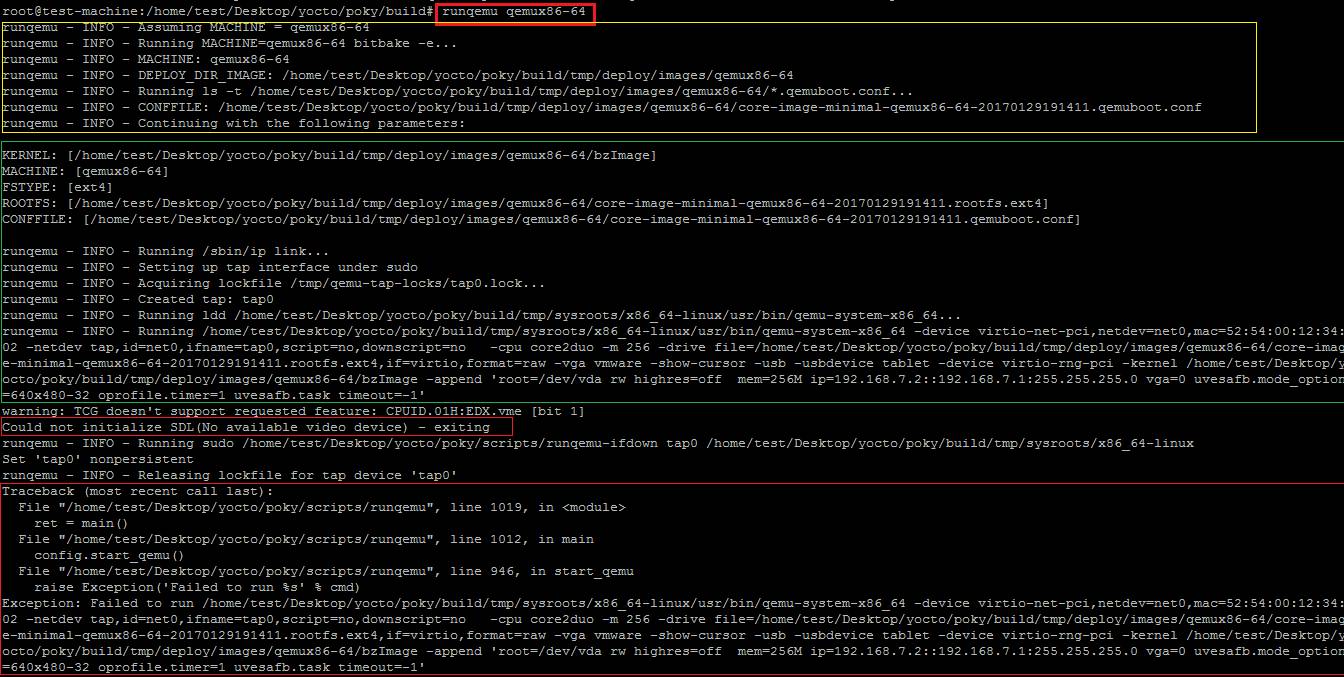 root@test-machine:/home/test/Desktop/yocto/poky/build# runqemu qemux86-64
runqemu - INFO - Assuming MACHINE = qemux86-64
runqemu - INFO - Running MACHINE=qemux86-64 bitbake -e...
runqemu - INFO - MACHINE: qemux86-64
runqemu - INFO - DEPLOY_DIR_IMAGE: /home/test/Desktop/yocto/poky/build/tmp/deploy/images/qemux86-64
runqemu - INFO - Running ls -t /home/test/Desktop/yocto/poky/build/tmp/deploy/images/qemux86-64/*.qemuboot.conf...
runqemu - INFO - CONFFILE: /home/test/Desktop/yocto/poky/build/tmp/deploy/images/qemux86-64/core-image-minimal-qemux86-64-20170129191411.qemuboot.conf
runqemu - INFO - Continuing with the following parameters:
KERNEL: [/home/test/Desktop/yocto/poky/build/tmp/deploy/images/qemux86-64/bzImage]
MACHINE: [qemux86-64]
FSTYPE: [ext4]
ROOTFS: [/home/test/Desktop/yocto/poky/build/tmp/deploy/images/qemux86-64/core-image-minimal-qemux86-64-20170129191411.rootfs.ext4]
CONFFILE: [/home/test/Desktop/yocto/poky/build/tmp/deploy/images/qemux86-64/core-image-minimal-qemux86-64-20170129191411.qemuboot.conf]
runqemu - INFO - Running /sbin/ip link...
runqemu - INFO - Setting up tap interface under sudo
runqemu - INFO - Acquiring lockfile /tmp/qemu-tap-locks/tap0.lock...
runqemu - INFO - Created tap: tap0
runqemu - INFO - Running ldd /home/test/Desktop/yocto/poky/build/tmp/sysroots/x86_64-linux/usr/bin/qemu-system-x86_64...
runqemu - INFO - Running /home/test/Desktop/yocto/poky/build/tmp/sysroots/x86_64-linux/usr/bin/qemu-system-x86_64 -device virtio-net-pci,netdev=net0,mac=52:54:00:12:34:
02 -netdev tap,id=net0,ifname=tap0,script=no,downscript=no   -cpu core2duo -m 256 -drive file=/home/test/Desktop/yocto/poky/build/tmp/deploy/images/qemux86-64/core-imag
e-minimal-qemux86-64-20170129191411.rootfs.ext4,if=virtio,format=raw -vga vmware -show-cursor -usb -usbdevice tablet -device virtio-rng-pci -kernel /home/test/Desktop/y
octo/poky/build/tmp/deploy/images/qemux86-64/bzImage -append 'root=/dev/vda rw highres=off  mem=256M ip=192.168.7.2::192.168.7.1:255.255.255.0 vga=0 uvesafb.mode_option
=640x480-32 oprofile.timer=1 uvesafb.task timeout=-1'
warning: TCG doesn't support requested feature: CPUID.01H:EDX.vme [bit 1]
Could not initialize SDL(No available video device) - exiting
runqemu - INFO - Running sudo /home/test/Desktop/yocto/poky/scripts/runqemu-ifdown tap0 /home/test/Desktop/yocto/poky/build/tmp/sysroots/x86_64-linux
Set 'tap0' nonpersistent
runqemu - INFO - Releasing lockfile for tap device 'tap0'
Traceback (most recent call last):
  File "/home/test/Desktop/yocto/poky/scripts/runqemu", line 1019, in <module>
    ret = main()
  File "/home/test/Desktop/yocto/poky/scripts/runqemu", line 1012, in main
    config.start_qemu()
  File "/home/test/Desktop/yocto/poky/scripts/runqemu", line 946, in start_qemu
    raise Exception('Failed to run %s' % cmd)
Exception: Failed to run /home/test/Desktop/yocto/poky/build/tmp/sysroots/x86_64-linux/usr/bin/qemu-system-x86_64 -device virtio-net-pci,netdev=net0,mac=52:54:00:12:34:
02 -netdev tap,id=net0,ifname=tap0,script=no,downscript=no   -cpu core2duo -m 256 -drive file=/home/test/Desktop/yocto/poky/build/tmp/deploy/images/qemux86-64/core-imag
e-minimal-qemux86-64-20170129191411.rootfs.ext4,if=virtio,format=raw -vga vmware -show-cursor -usb -usbdevice tablet -device virtio-rng-pci -kernel /home/test/Desktop/y
octo/poky/build/tmp/deploy/images/qemux86-64/bzImage -append 'root=/dev/vda rw highres=off  mem=256M ip=192.168.7.2::192.168.7.1:255.255.255.0 vga=0 uvesafb.mode_option
=640x480-32 oprofile.timer=1 uvesafb.task timeout=-1'